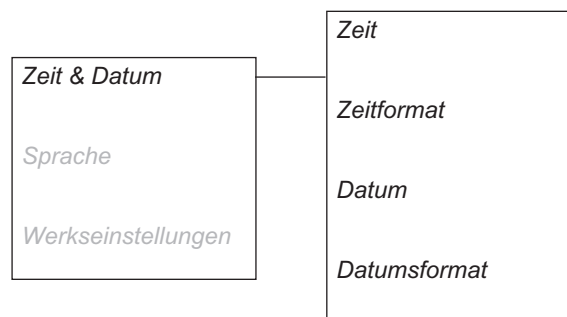 Zeit & Datum
Sprache
Werkseinstellungen
Zeit
Zeitformat
Datum
Datumsformat